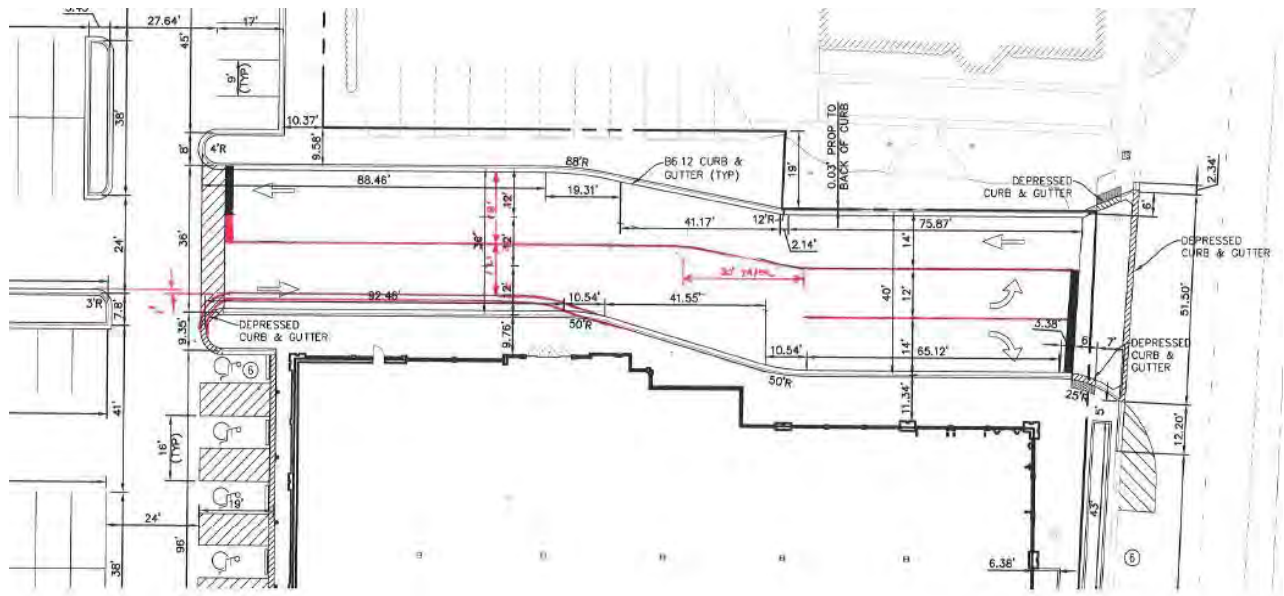 27.64'
17'
45'
9'
(TYP)
38'
10.37'
8'
4'R
9.58'
88'R
B6.12 CURB &
GUTTER (TYP)
19'
0.03' PROP TO
BACK OF CURB
DEPRESSED
CURB & GUTTER
2.34'
6'
88.46'
19.31'
12'
41.17'
12'R
75.87'
2.14'
14'
24'
36'
36'
12'
12'
DEPRESSED
CURB & GUTTER
30' TAPER
40'
12'
51.50'
3'R
7.8'
92.46'
10.54'
41.55'
9.35'
DEPRESSED
CURB & GUTTER
50'R
9.76'
3.38'
6'
7'
DEPRESSED
CURB &
GUTTER
14'
10.54'
65.12'
50'R
11.34'
25'R
5'
12.20'
6
41'
16'
(TYP)
19'
24'
96'
38'
43'
6.38'
6